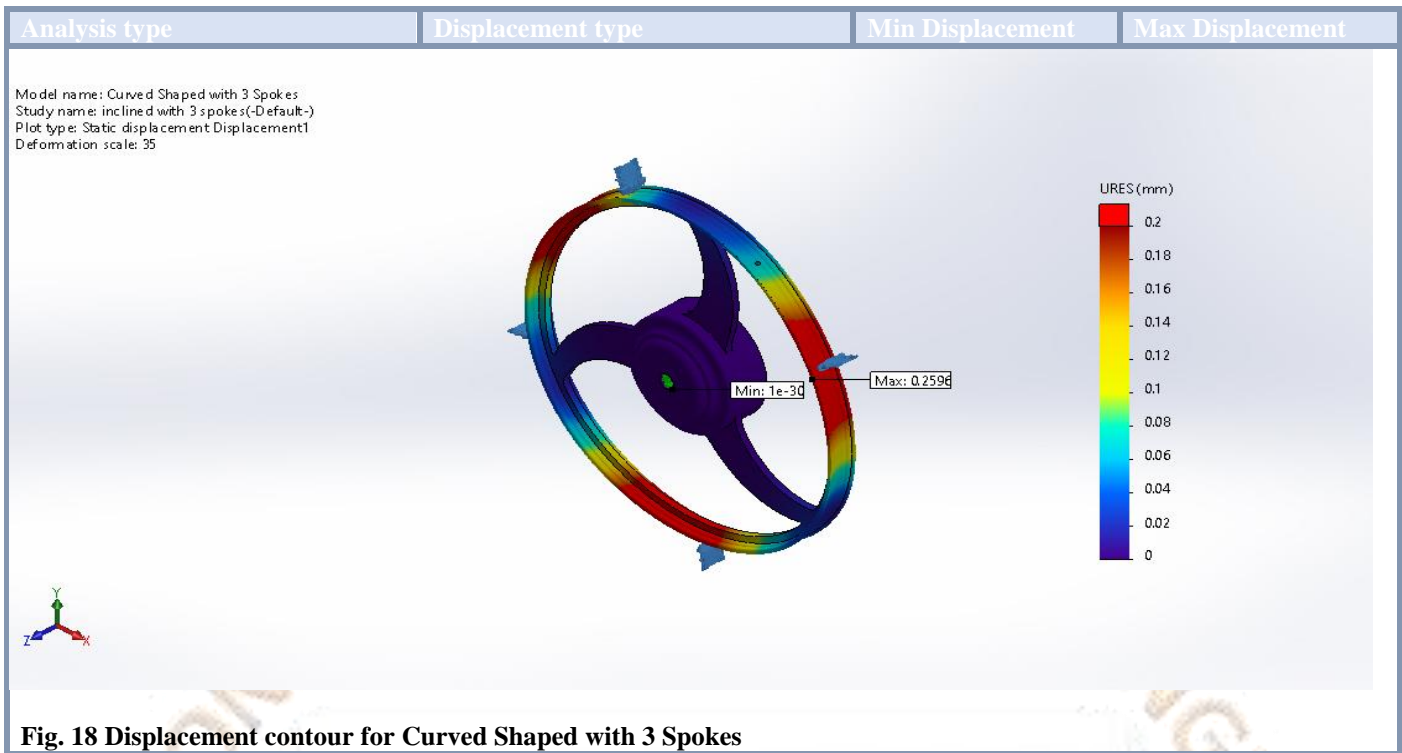 Analysis type Displacement type Min Displacement Max Displacement
Model name: Curved Shaped with 3 Spokes
Study name: inclined with 3 spokes(-Default-)
Plot type: Static displacement Displacement1
Deformation scale: 35
URES (mm)
0.2
0.18
0.16
0.14
0.12
0.1
0.08
0.06
0.04
0.02
0
Min: 1e-30
Max: 0.2596
Y
Z X
Fig. 18 Displacement contour for Curved Shaped with 3 Spokes